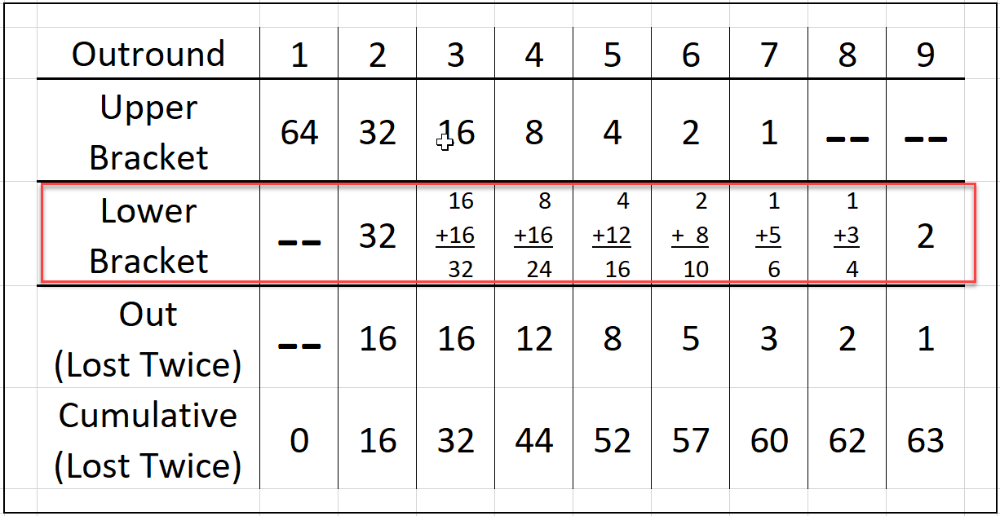 Outround 1 2 3 4 5 6 7 8 9
Upper
Bracket
64 32 16 8 4 2 1 -- --
Lower
Bracket
-- 32
16 8 4 2 1 1
+16 +16 +12 + 8 +5 +3
32 24 16 10 6 4
2
Out
(Lost Twice)
-- 16 16 12 8 5 3 2 1
Cumulative
(Lost Twice)
0 16 32 44 52 57 60 62 63